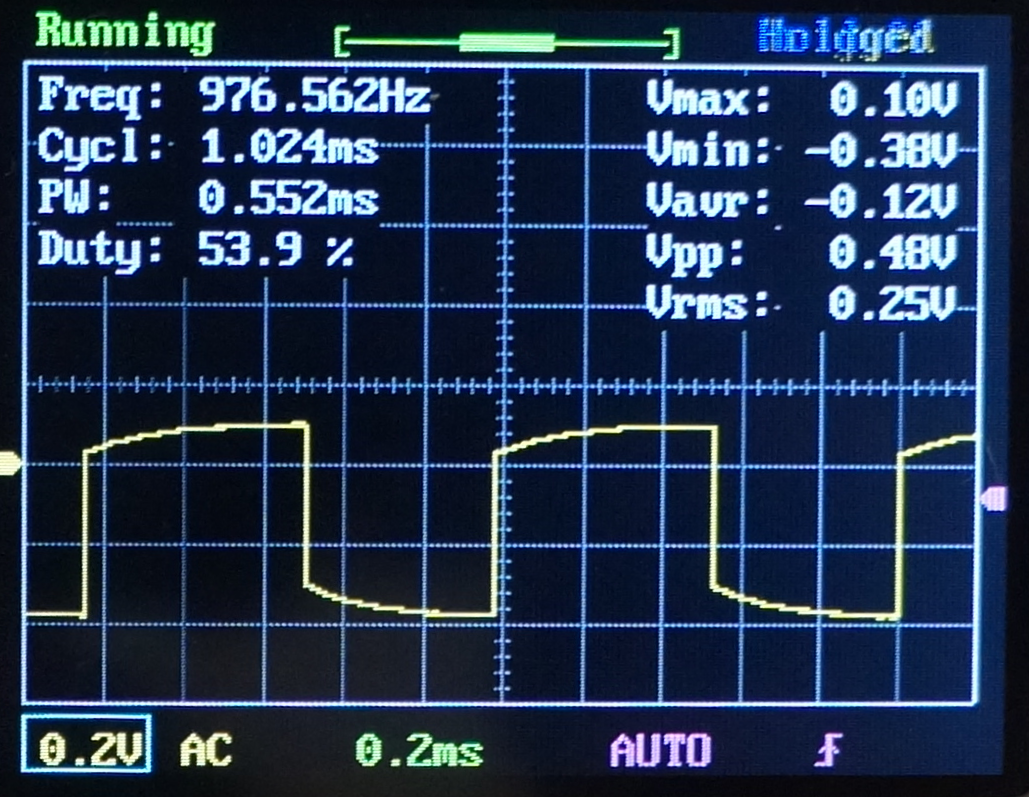 Running
Freq: 976.562Hz Vmax: 0.10V
Cycl: 1.024ms Vmin: -0.38V
PW: 0.552ms Vavr: -0.12V
Duty: 53.9 % Vpp: 0.48V
Vrms: 0.25V
0.2V AC 0.2ms AUTO